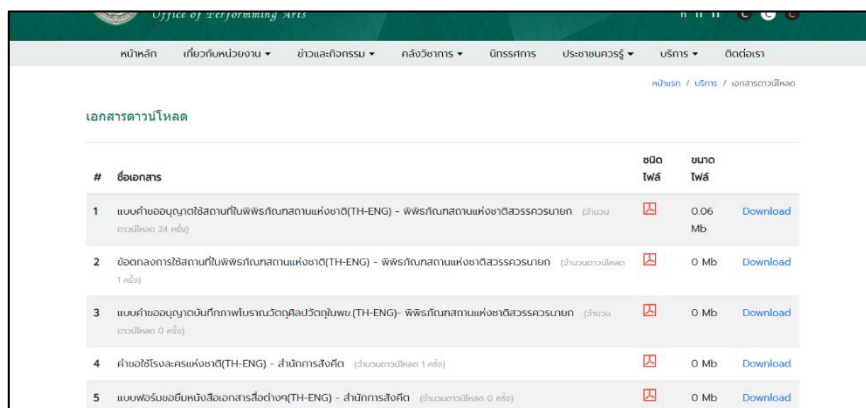 Office of Performming Arts
ก ก ก C C C
หน้าหลัก เกี่ยวกับหน่วยงาน ข่าวและกิจกรรม คลังวิชาการ นิทรรศการ ประชาชนควรรู้ บริการ ติดต่อเรา
หน้าแรก / บริการ / เอกสารดาวน์โหลด
เอกสารดาวน์โหลด
# ชื่อเอกสาร ชนิด ขนาด
ไฟล์ ไฟล์
1 แบบคำขออนุญาตใช้สถานที่ในพิพิธภัณฑสถานแห่งชาติ(TH-ENG) - พิพิธภัณฑสถานแห่งชาติสวรรควรนายก (จำนวน 0.06 Download
ดาวน์โหลด 24 ครั้ง) Mb
2 ข้อตกลงการใช้สถานที่ในพิพิธภัณฑสถานแห่งชาติ(TH-ENG) - พิพิธภัณฑสถานแห่งชาติสวรรควรนายก (จำนวนดาวน์โหลด 0 Mb Download
1 ครั้ง)
3 แบบคำขออนุญาตบันทึกภาพโบราณวัตถุศิลปวัตถุในพช.(TH-ENG)- พิพิธภัณฑสถานแห่งชาติสวรรควรนายก (จำนวน 0 Mb Download
ดาวน์โหลด 0 ครั้ง)
4 คำขอใช้โรงละครแห่งชาติ(TH-ENG) - สำนักการสังคีต (จำนวนดาวน์โหลด 1 ครั้ง) 0 Mb Download
5 แบบฟอร์มขอยืมหนังสือเอกสารสื่อต่างๆ(TH-ENG) - สำนักการสังคีต (จำนวนดาวน์โหลด 0 ครั้ง) 0 Mb Download